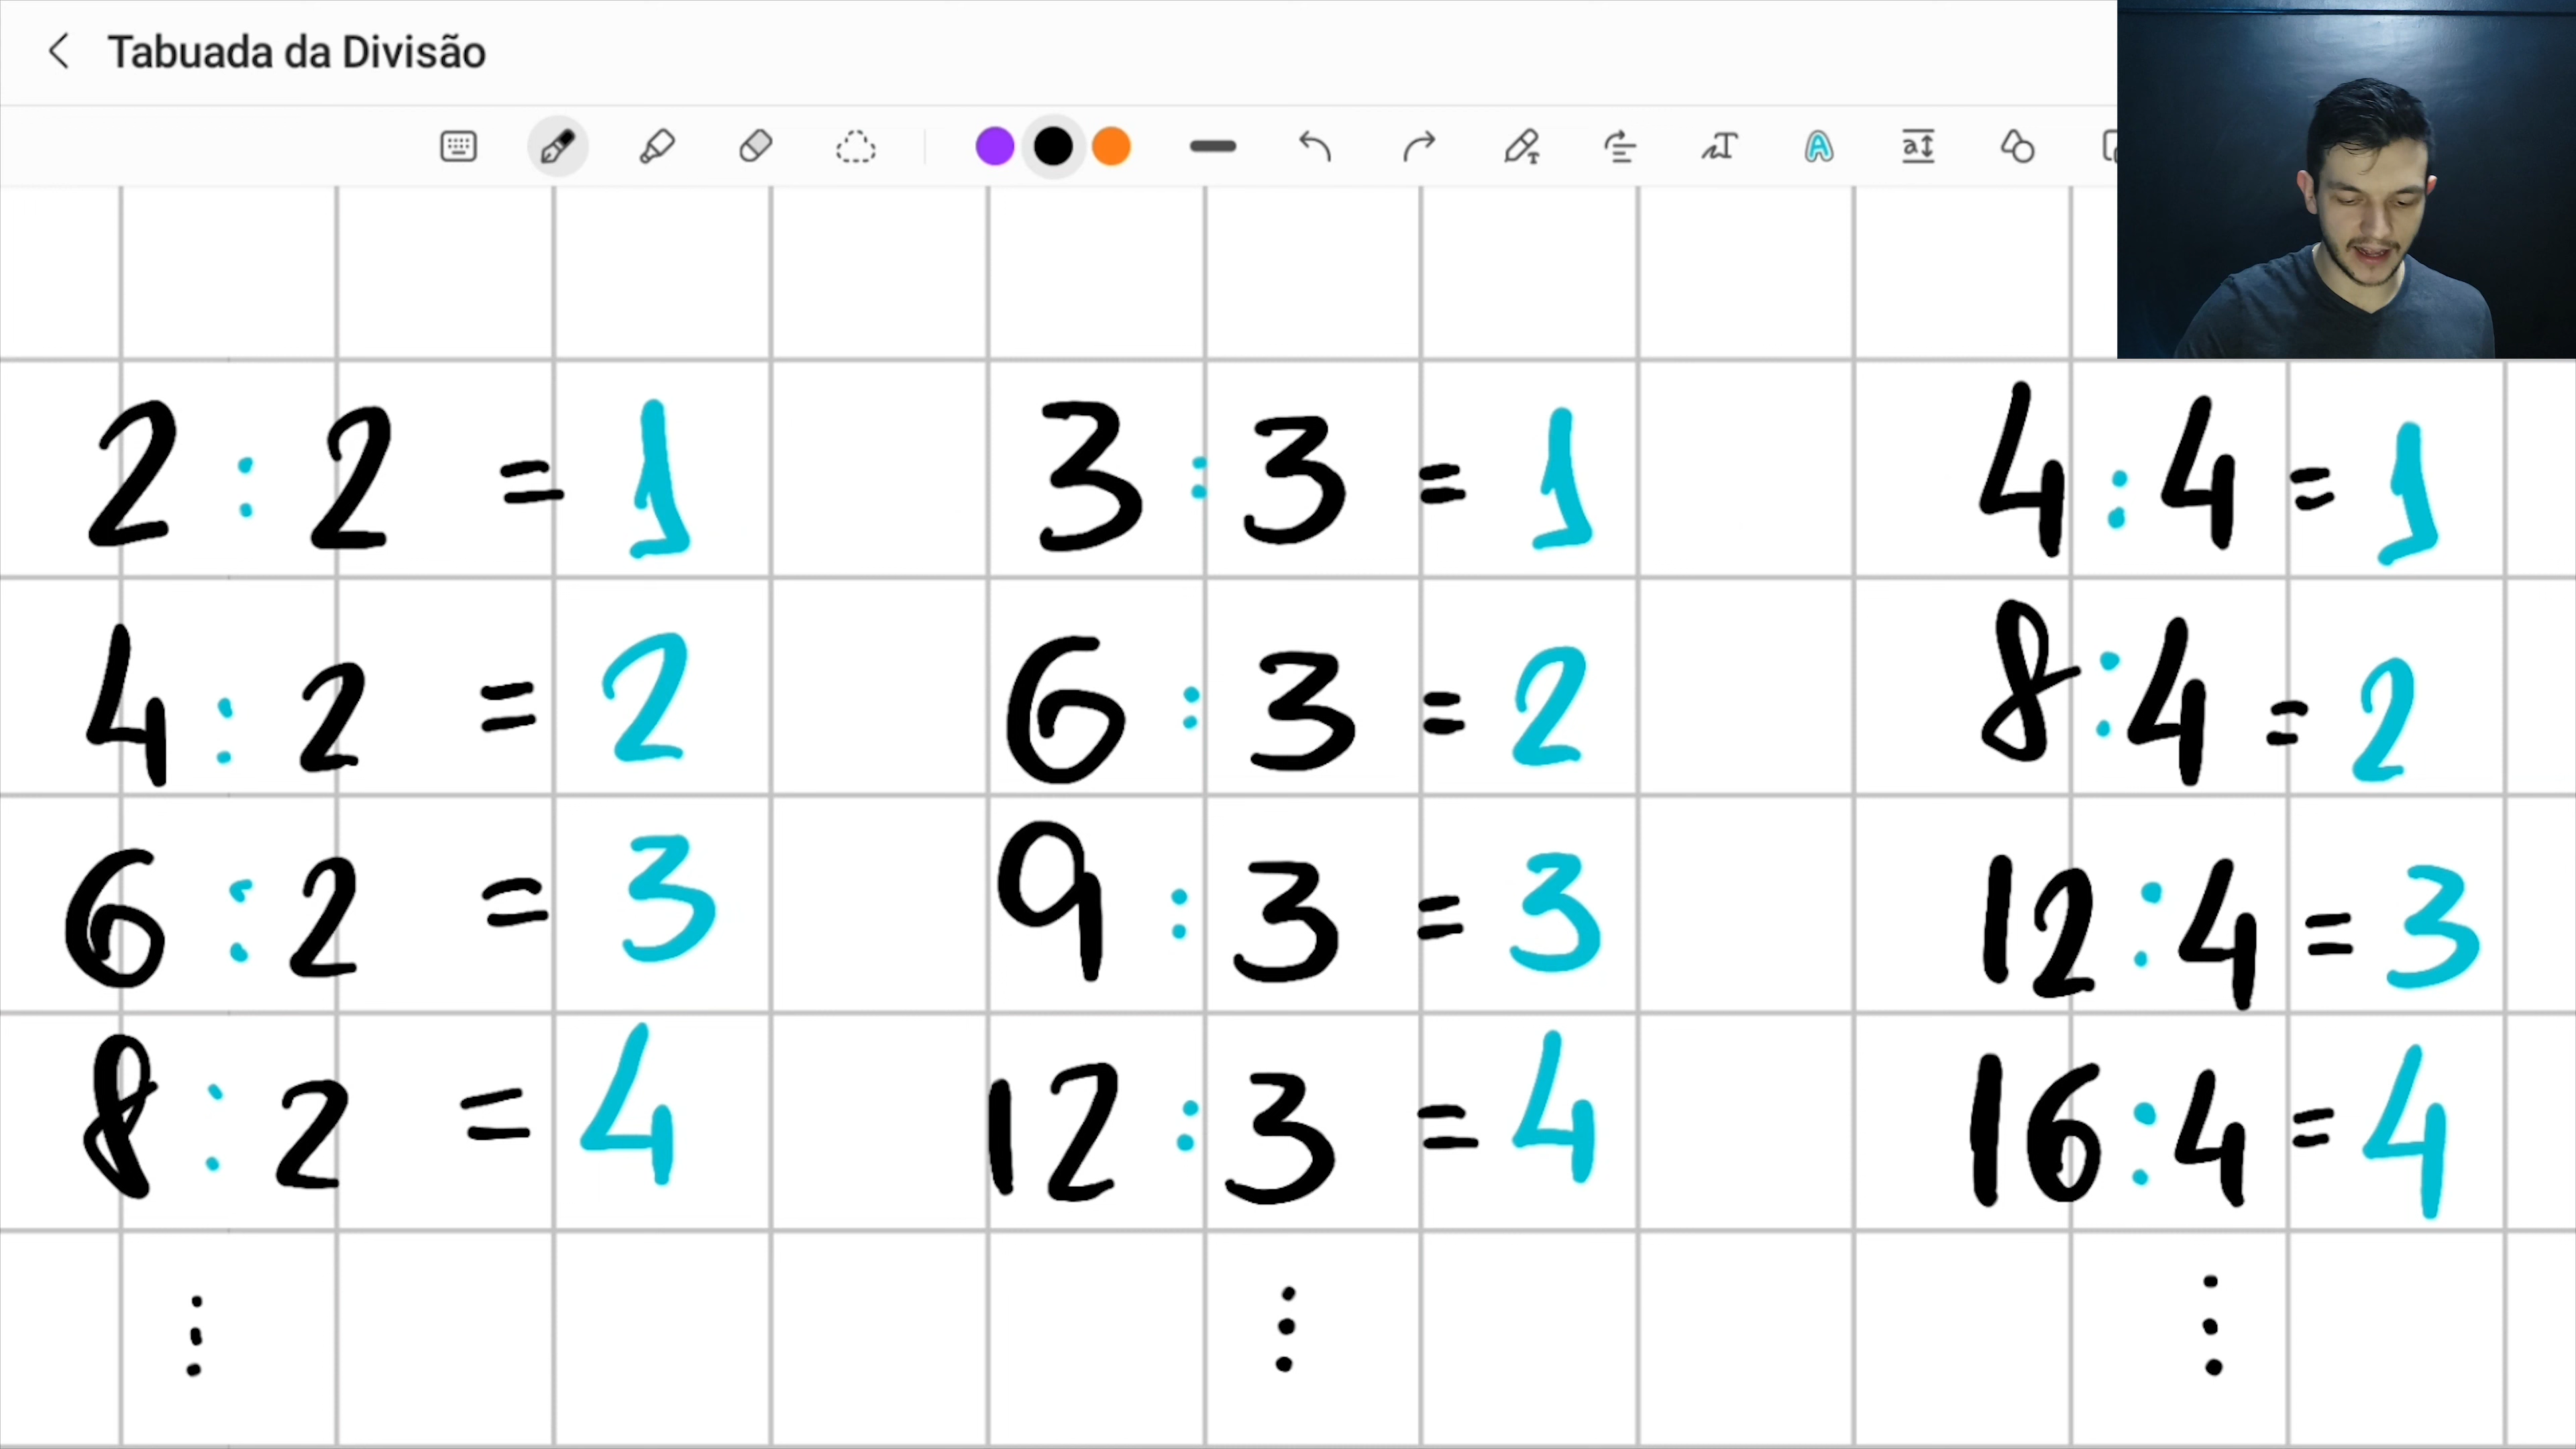 Tabuada da Divisão
2 : 2 = 1 3 : 3 = 1 4 : 4 = 1
4 : 2 = 2 6 : 3 = 2 8 : 4 = 2
6 : 2 = 3 9 : 3 = 3 12 : 4 = 3
8 : 2 = 4 12 : 3 = 4 16 : 4 = 4
⋮ ⋮ ⋮